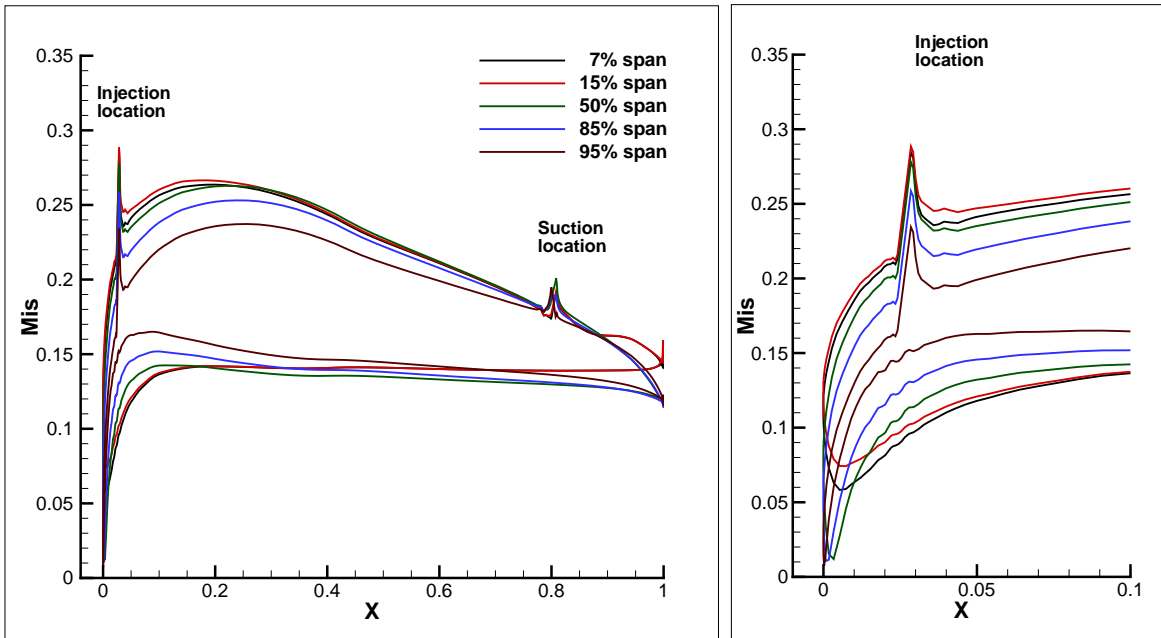 0.35
0.3
0.25
0.2
0.15
0.1
0.05
0
Mis
Injection
location
7% span
15% span
50% span
85% span
95% span
Suction
location
0
0.2
0.4
0.6
0.8
1
X
Injection
location
0.35
0.3
0.25
0.2
0.15
0.1
0.05
0
Mis
0
0.05
0.1
X